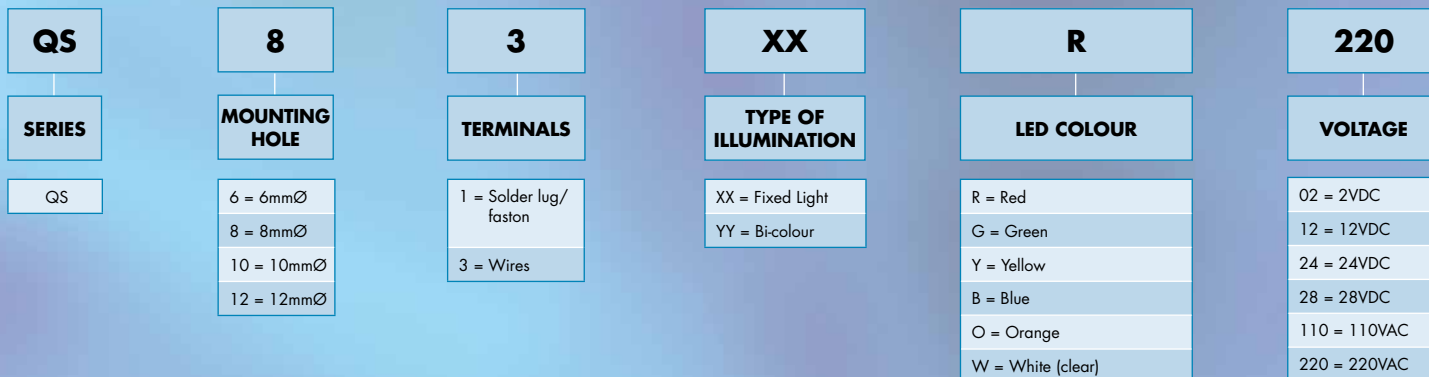 QS
8
3
XX
R
220
SERIES
MOUNTING
HOLE
TERMINALS
TYPE OF
ILLUMINATION
LED COLOUR
VOLTAGE
QS
6 = 6mmØ
8 = 8mmØ
10 = 10mmØ
12 = 12mmØ
1 = Solder lug/
faston
3 = Wires
XX = Fixed Light
YY = Bi-colour
R = Red
G = Green
Y = Yellow
B = Blue
O = Orange
W = White (clear)
02 = 2VDC
12 = 12VDC
24 = 24VDC
28 = 28VDC
110 = 110VAC
220 = 220VAC